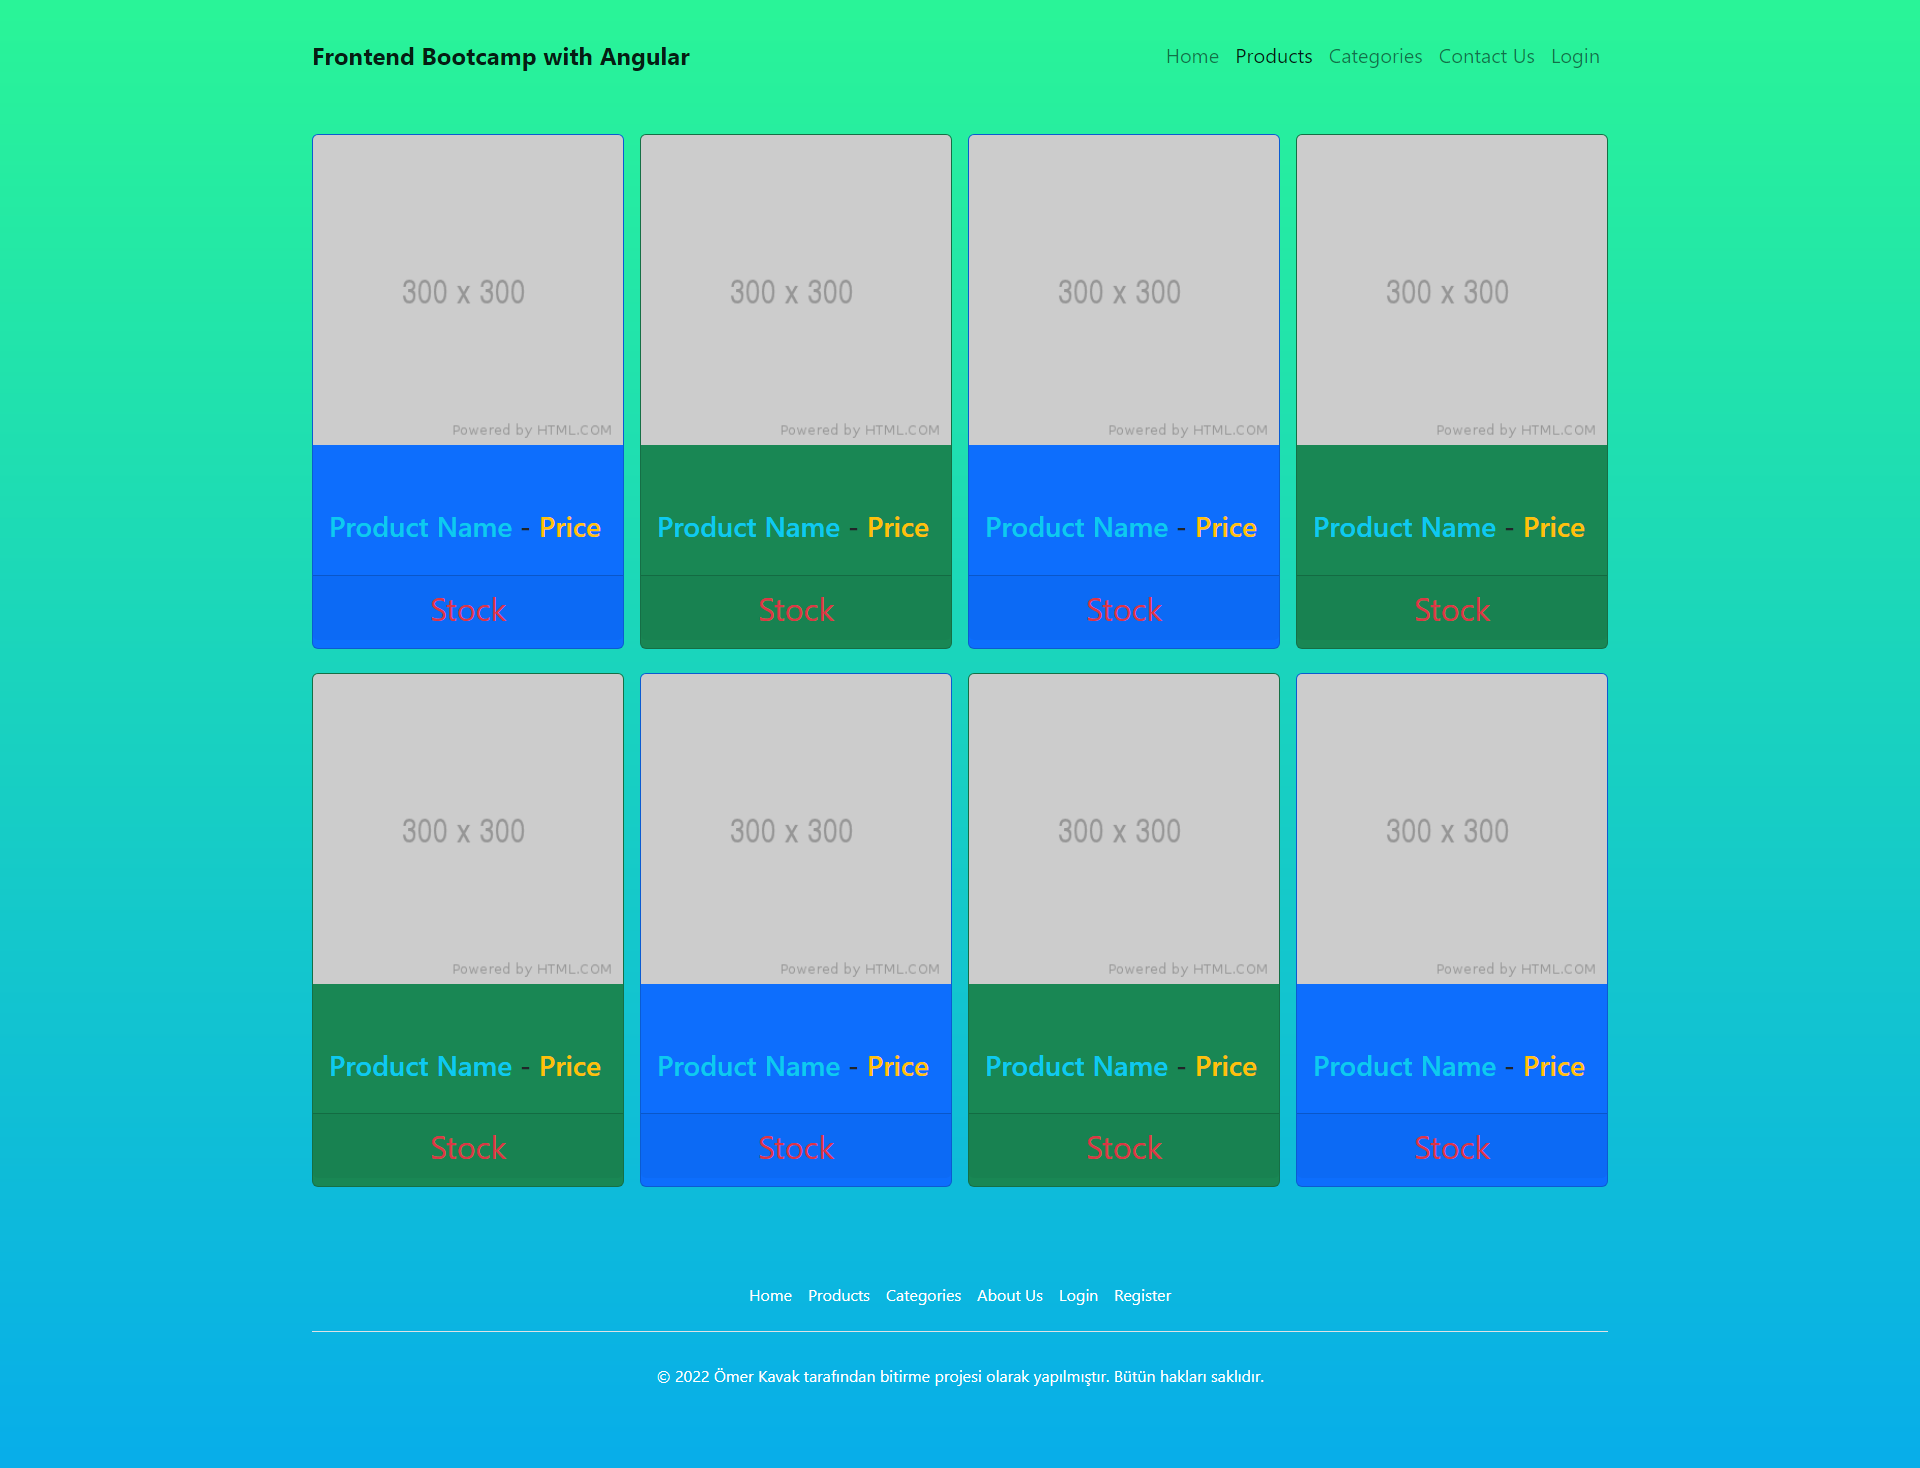 Frontend Bootcamp with Angular
Home Products Categories Contact Us Login
300 x 300 300 x 300 300 x 300 300 x 300
Powered by HTML.COM Powered by HTML.COM Powered by HTML.COM Powered by HTML.COM
Product Name - Price Product Name - Price Product Name - Price Product Name - Price
Stock Stock Stock Stock
300 x 300 300 x 300 300 x 300 300 x 300
Powered by HTML.COM Powered by HTML.COM Powered by HTML.COM Powered by HTML.COM
Product Name - Price Product Name - Price Product Name - Price Product Name - Price
Stock Stock Stock Stock
Home Products Categories About Us Login Register
© 2022 Ömer Kavak tarafından bitirme projesi olarak yapılmıştır. Bütün hakları saklıdır.